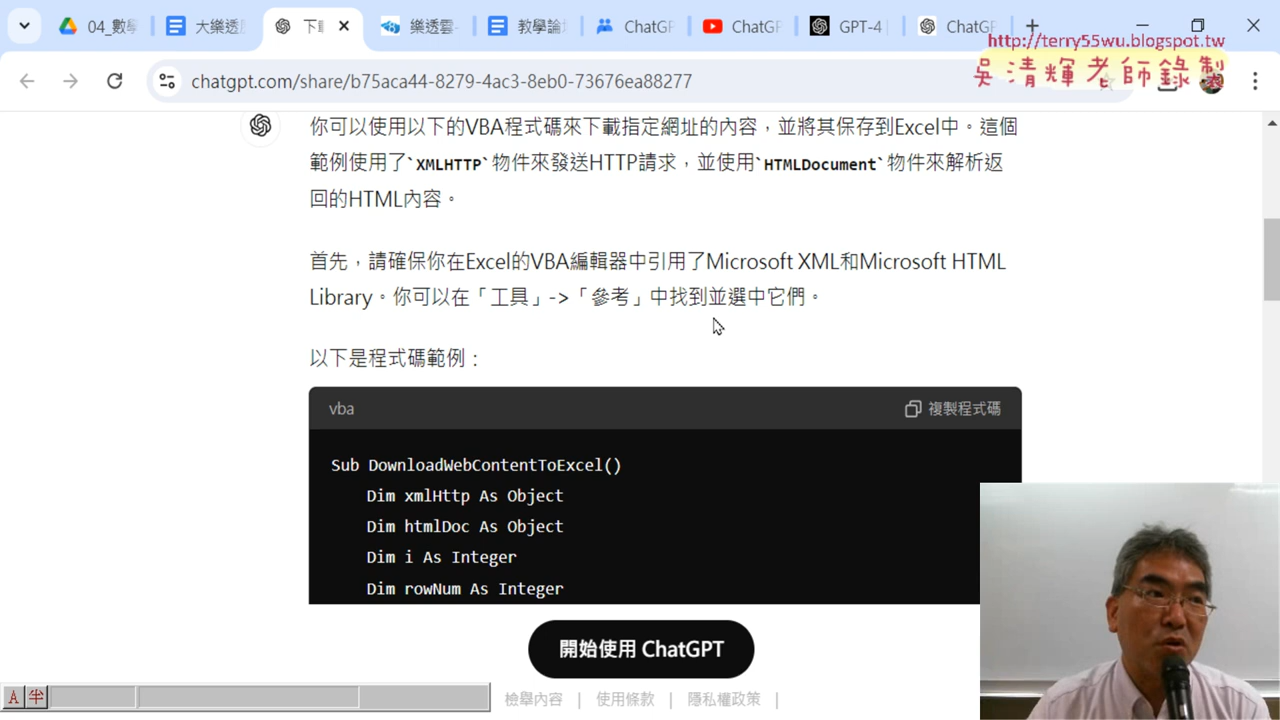 04_數學
大樂透
下載
樂透雲-
教學論
ChatGP
ChatGP
GPT-4
ChatG
http://terry55wu.blogspot.tw
吳清輝老師錄製
chatgpt.com/share/b75aca44-8279-4ac3-8eb0-73676ea88277
你可以使用以下的VBA程式碼來下載指定網址的內容，並將其保存到Excel中。這個
範例使用了`XMLHTTP`物件來發送HTTP請求，並使用`HTMLDocument`物件來解析返
回的HTML內容。
首先，請確保你在Excel的VBA編輯器中引用了Microsoft XML和Microsoft HTML
Library。你可以在「工具」->「參考」中找到並選中它們。
以下是程式碼範例：
vba
複製程式碼
Sub DownloadWebContentToExcel()
Dim xmlHttp As Object
Dim htmlDoc As Object
Dim i As Integer
Dim rowNum As Integer
開始使用 ChatGPT
A 半
檢舉內容 | 使用條款 | 隱私權政策 |